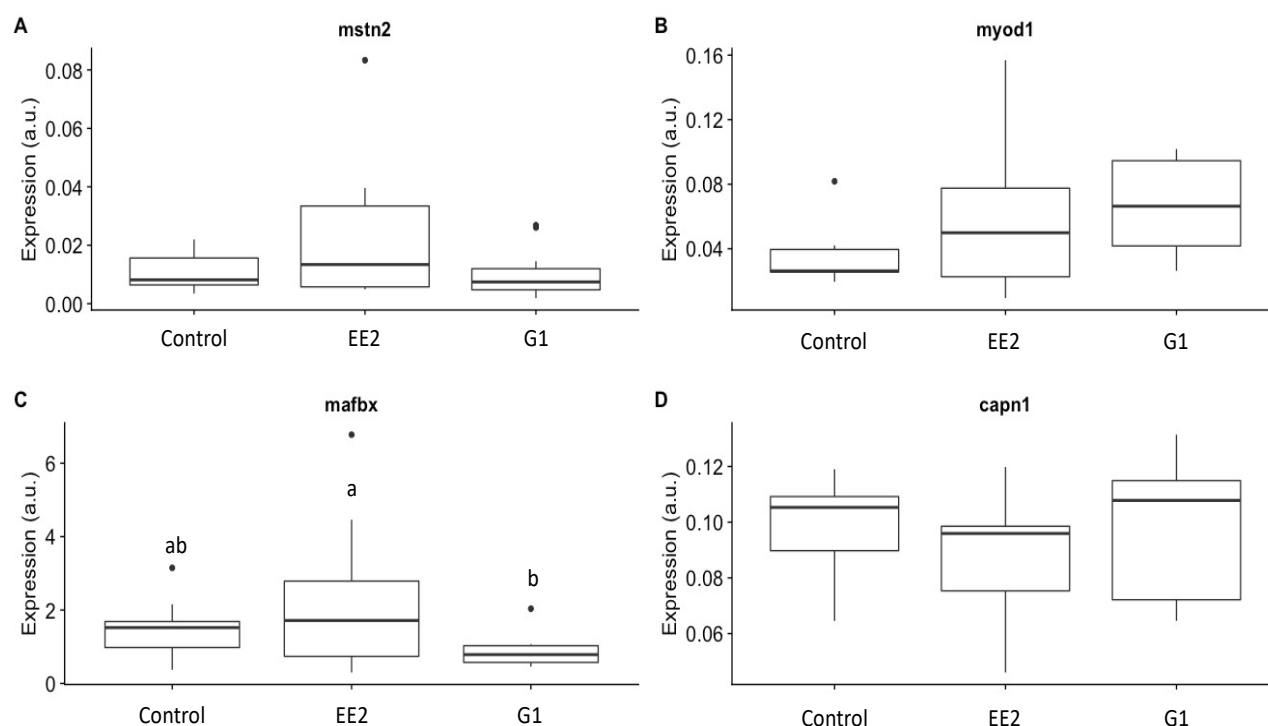 A
mstn2
Expression (a.u.)
0.08
0.06
0.04
0.02
0.00
Control EE2 G1
B
myod1
Expression (a.u.)
0.16
0.12
0.08
0.04
Control EE2 G1
C
mafbx
Expression (a.u.)
6
4
2
0
ab
a
b
Control EE2 G1
D
capn1
Expression (a.u.)
0.12
0.10
0.08
0.06
Control EE2 G1